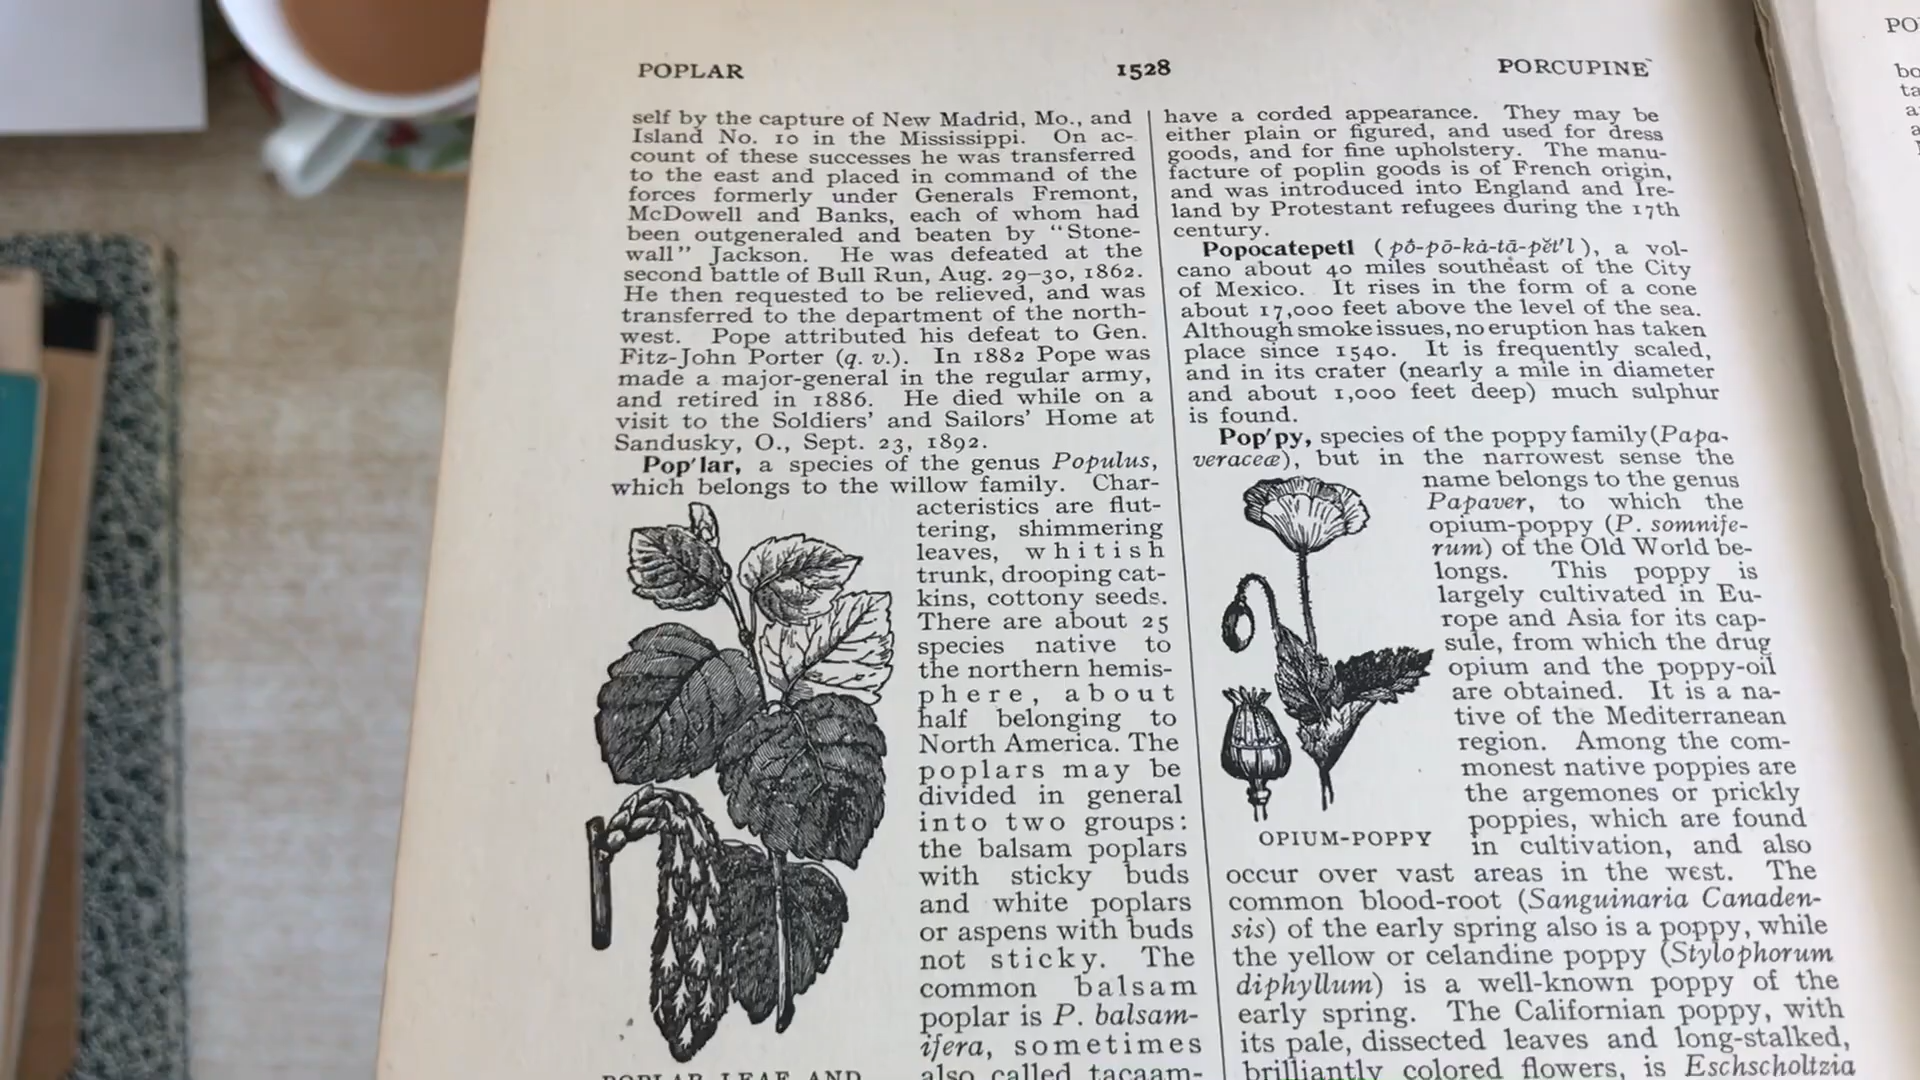 POPLAR 1528 PORCUPINE
self by the capture of New Madrid, Mo., and
Island No. 10 in the Mississippi. On ac-
count of these successes he was transferred
to the east and placed in command of the
forces formerly under Generals Fremont,
McDowell and Banks, each of whom had
been outgeneraled and beaten by "Stone-
wall" Jackson. He was defeated at the
second battle of Bull Run, Aug. 29-30, 1862.
He then requested to be relieved, and was
transferred to the department of the north-
west. Pope attributed his defeat to Gen.
Fitz-John Porter (q. v.). In 1882 Pope was
made a major-general in the regular army,
and retired in 1886. He died while on a
visit to the Soldiers' and Sailors' Home at
Sandusky, O., Sept. 23, 1892.
Pop'lar, a species of the genus Populus,
which belongs to the willow family. Char-
acteristics are flut-
tering, shimmering
leaves, whitish
trunk, drooping cat-
kins, cottony seeds.
There are about 25
species native to
the northern hemis-
phere, about
half belonging to
North America. The
poplars may be
divided in general
into two groups:
the balsam poplars
with sticky buds
and white poplars
or aspens with buds
not sticky. The
common balsam
poplar is P. balsam-
ifera, sometimes
also called tacaam-
POPLAR LEAF AND
have a corded appearance. They may be
either plain or figured, and used for dress
goods, and for fine upholstery. The manu-
facture of poplin goods is of French origin,
and was introduced into England and Ire-
land by Protestant refugees during the 17th
century.
Popocatepetl (pô-pō-kȧ-tā-pĕt'l), a vol-
cano about 40 miles southeast of the City
of Mexico. It rises in the form of a cone
about 17,000 feet above the level of the sea.
Although smoke issues, no eruption has taken
place since 1540. It is frequently scaled,
and in its crater (nearly a mile in diameter
and about 1,000 feet deep) much sulphur
is found.
Pop'py, species of the poppy family (Papa-
veraceæ), but in the narrowest sense the
name belongs to the genus
Papaver, to which the
opium-poppy (P. somnife-
rum) of the Old World be-
longs. This poppy is
largely cultivated in Eu-
rope and Asia for its cap-
sule, from which the drug
opium and the poppy-oil
are obtained. It is a na-
tive of the Mediterranean
region. Among the com-
monest native poppies are
the argemones or prickly
poppies, which are found
in cultivation, and also
OPIUM-POPPY
occur over vast areas in the west. The
common blood-root (Sanguinaria Canaden-
sis) of the early spring also is a poppy, while
the yellow or celandine poppy (Stylophorum
diphyllum) is a well-known poppy of the
early spring. The Californian poppy, with
its pale, dissected leaves and long-stalked,
brilliantly colored flowers, is Eschscholtzia
PO
bo
ta